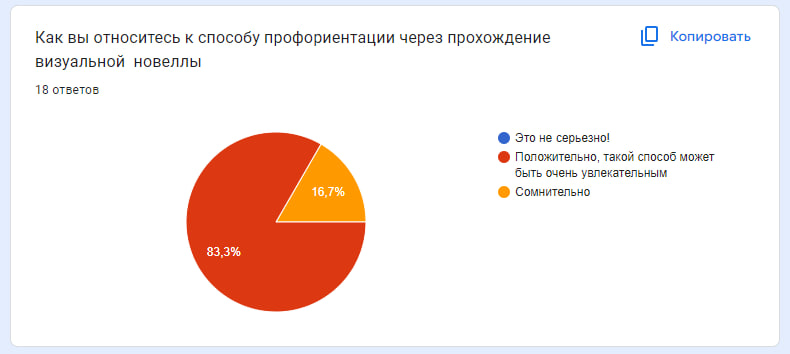 Как вы относитесь к способу профориентации через прохождение
визуальной  новеллы
Копировать
18 ответов
Это не серьезно!
Положительно, такой способ может
быть очень увлекательным
Сомнительно
16,7%
83,3%